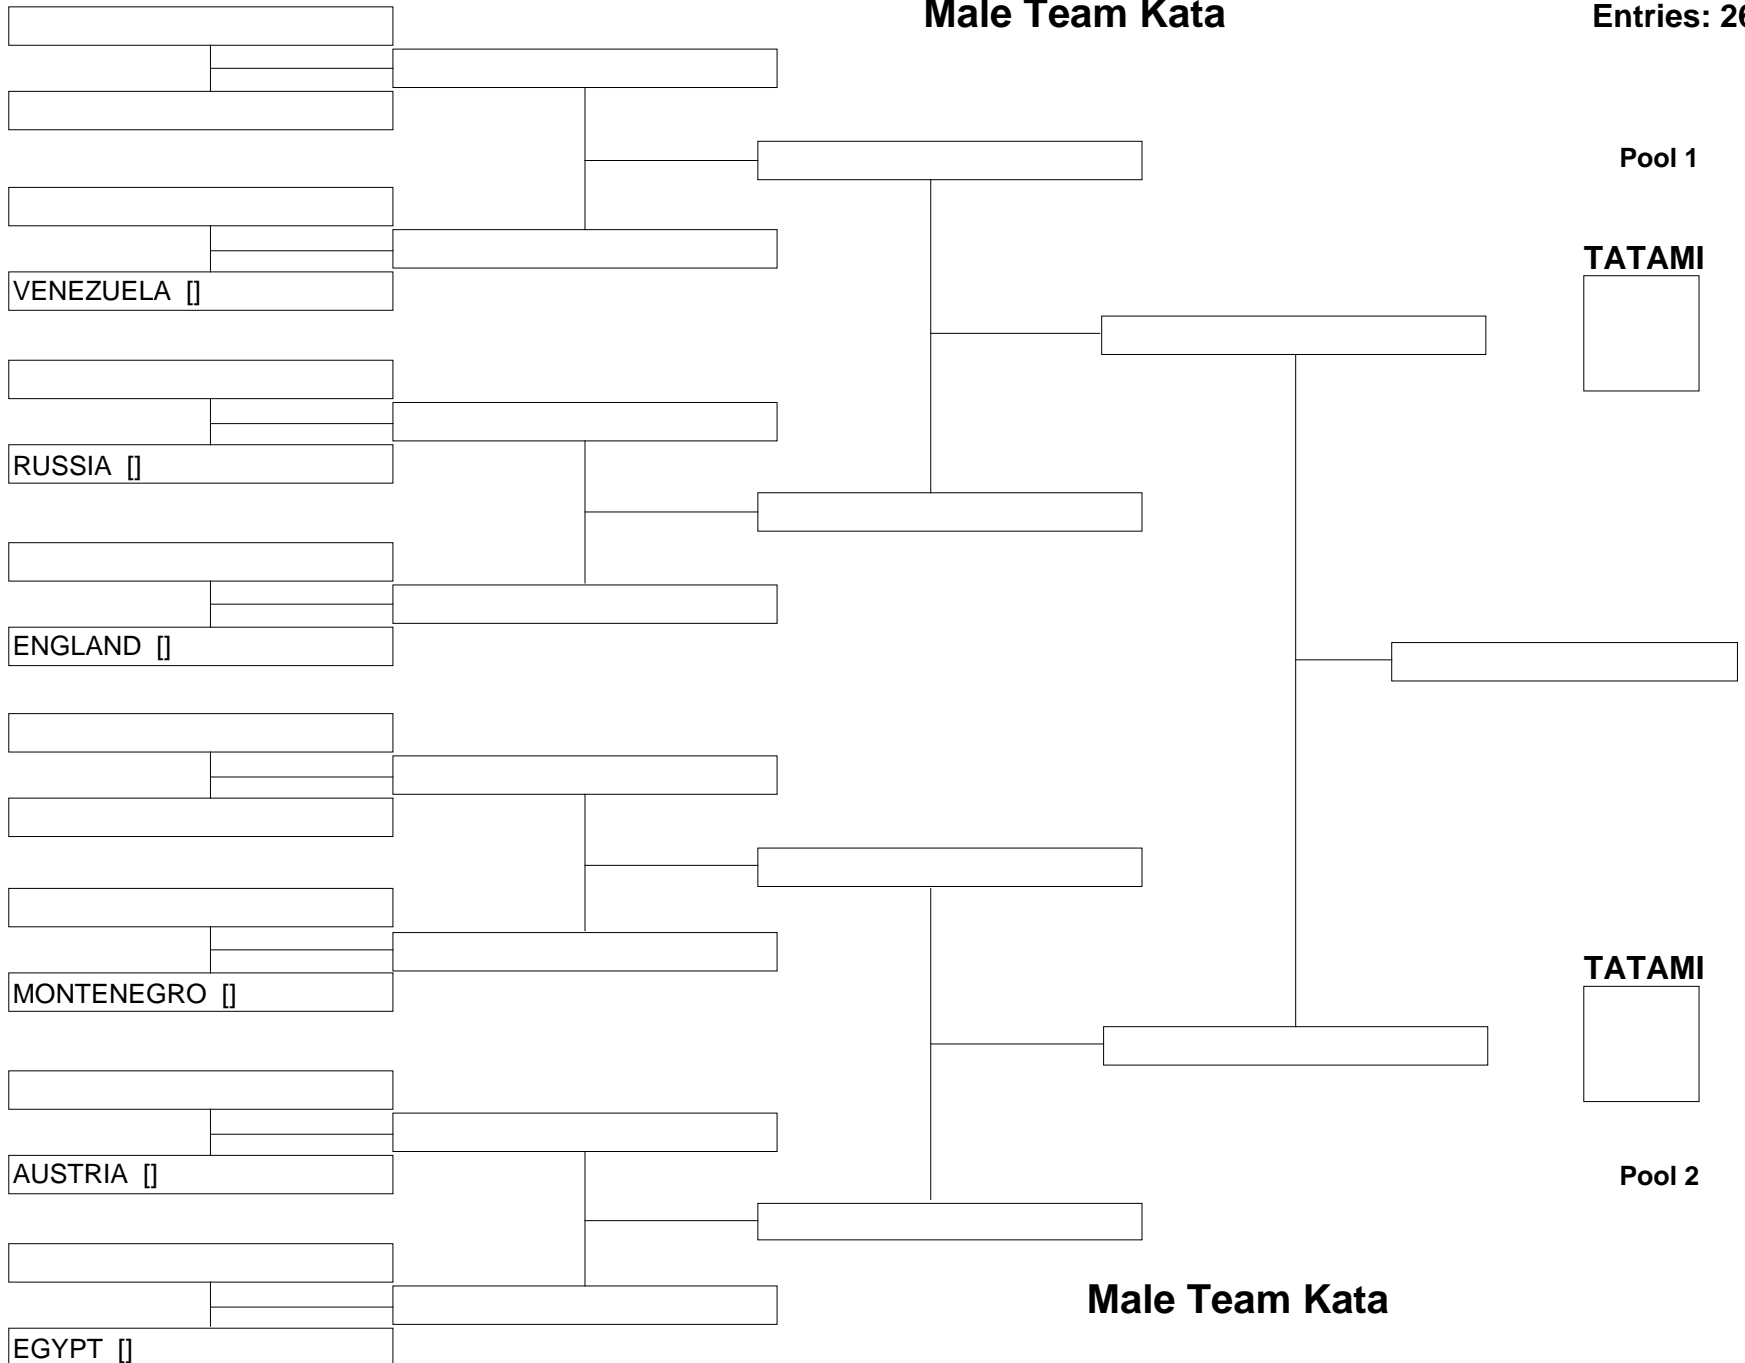 Male Team Kata
Entries: 26
Pool 1
TATAMI
VENEZUELA []
RUSSIA []
ENGLAND []
MONTENEGRO []
TATAMI
AUSTRIA []
Pool 2
Male Team Kata
EGYPT []